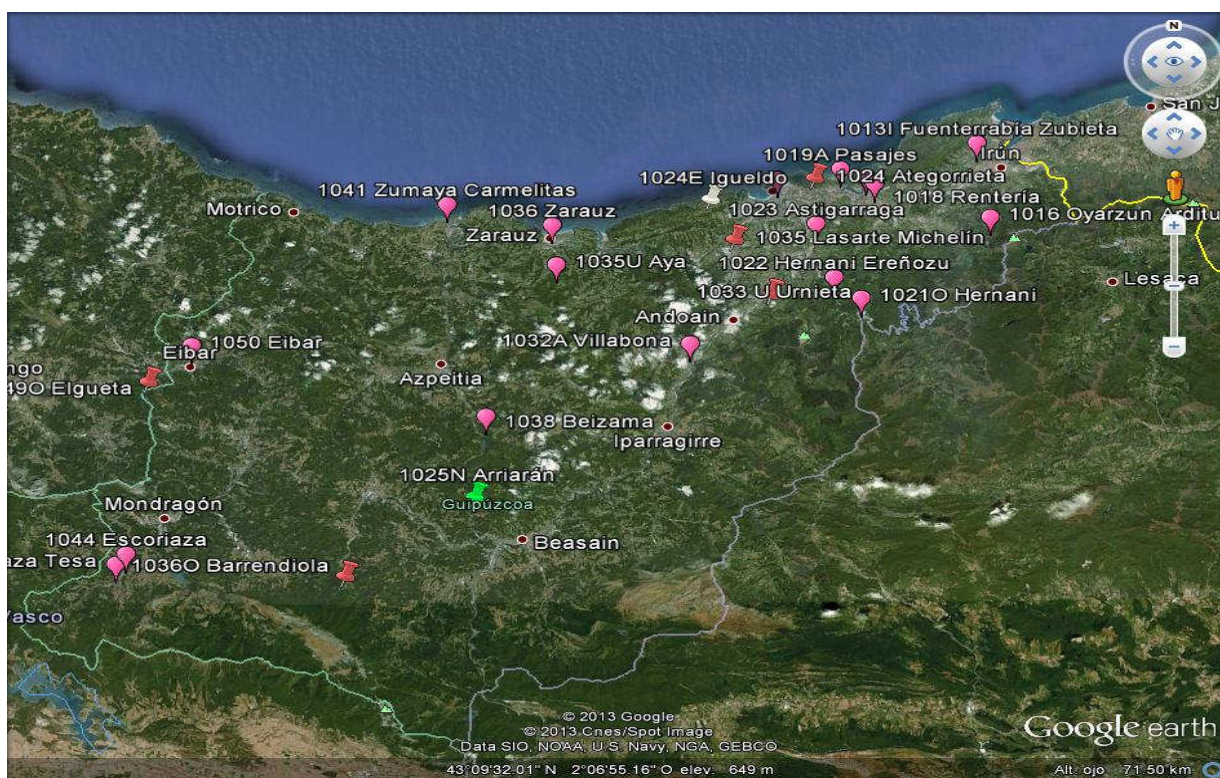 N
San J
1013I Fuenterrabía Zubieta
1019A Pasajes
Irún
1024E Igueldo
1024 Ategorrieta
1041 Zumaya Carmelitas
1018 Rentería
Motrico
1036 Zarauz
1023 Astigarraga
1016 Oyarzun Arditu
Zarauz
1035 Lasarte Michelín
1035U Aya
1022 Hernani Ereñozu
Lesaca
1033 U Urnieta
1021O Hernani
Andoain
1050 Eibar
1032A Villabona
Eibar
ngo
Azpeitia
49O Elgueta
1038 Beizama
Iparragirre
1025N Arriarán
Guipúzcoa
Mondragón
1044 Escoriaza
Beasain
aza Tesa
1036O Barrendiola
Vasco
© 2013 Google
© 2013 Cnes/Spot Image
Data SIO, NOAA, U.S. Navy, NGA, GEBCO
Google earth
43°09'32.01" N 2°06'55.16" O elev. 649 m
Alt. ojo 71.50 km